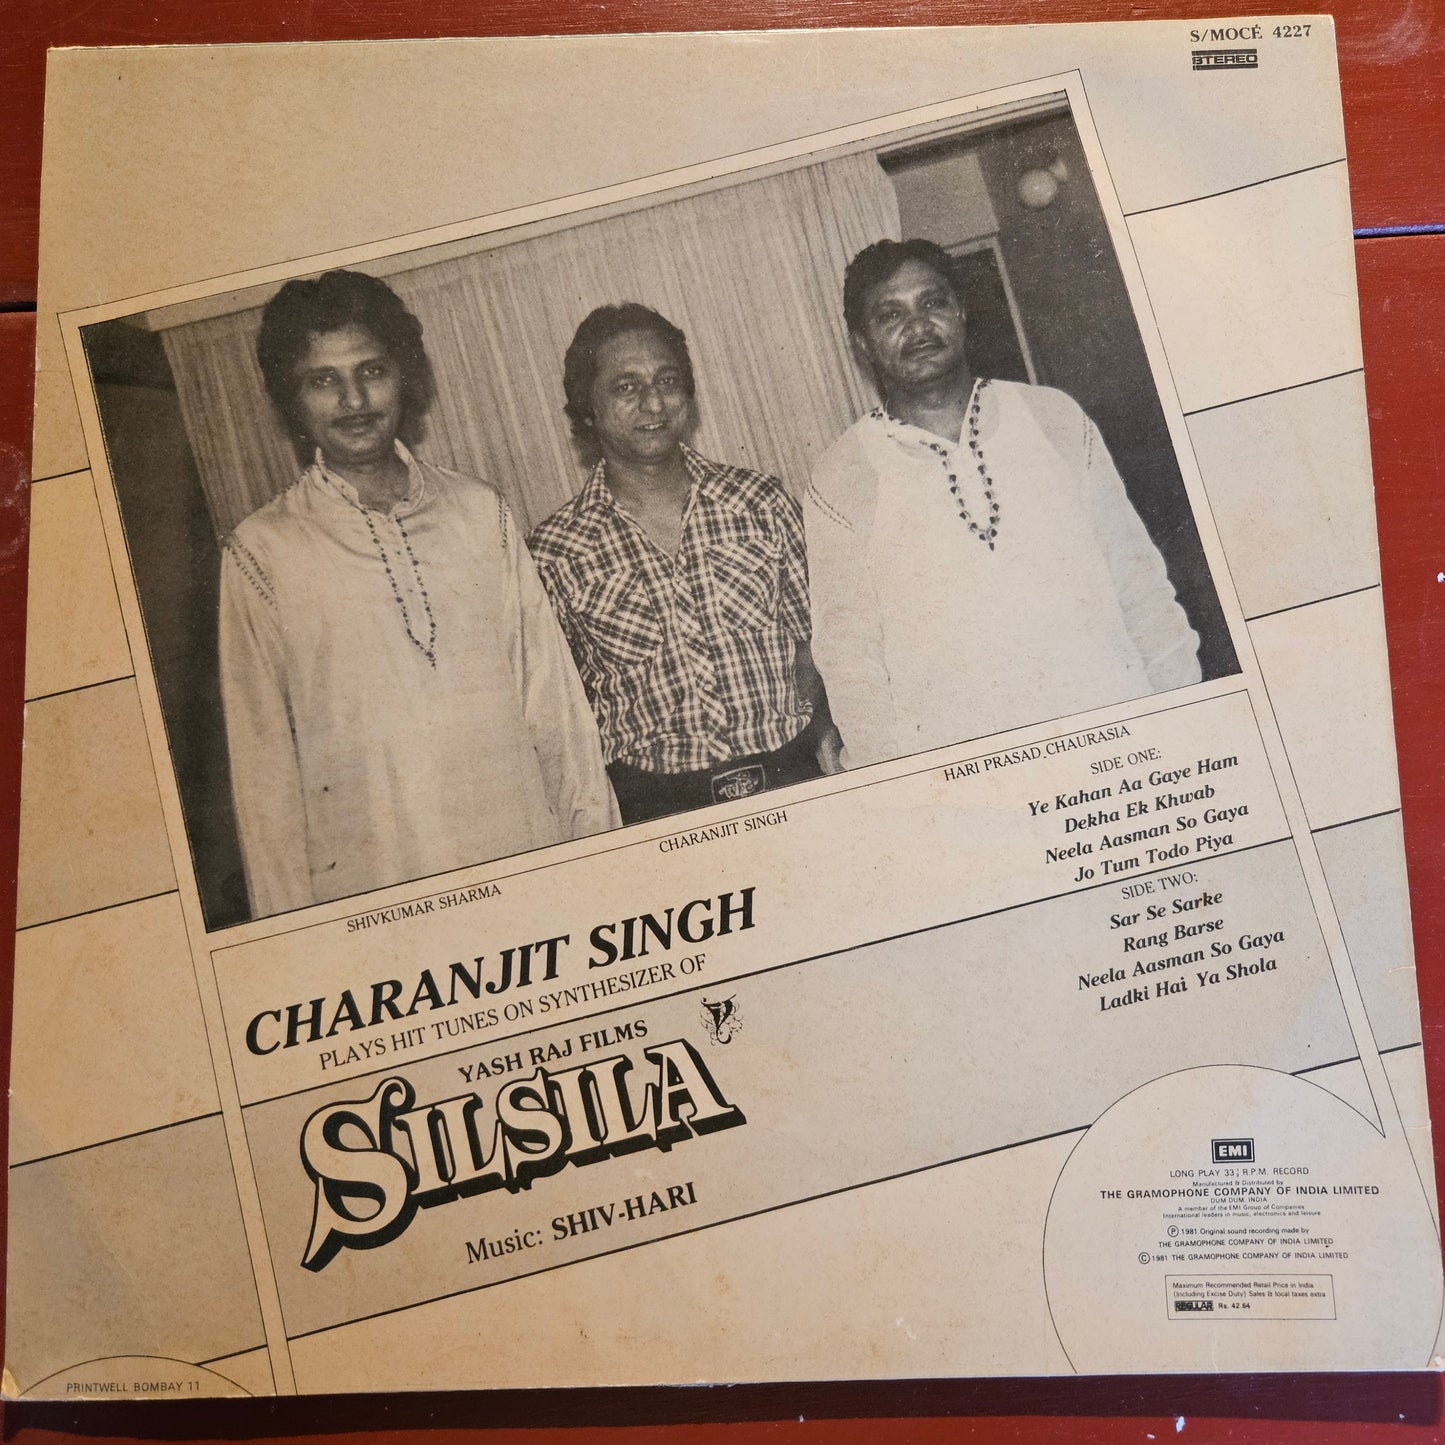 S/MOCÉ 4227
STEREO
SHIVKUMAR SHARMA
CHARANJIT SINGH
HARI PRASAD CHAURASIA
CHARANJIT SINGH
PLAYS HIT TUNES ON SYNTHESIZER OF
YASH RAJ FILMS
SILSILA
Music: SHIV-HARI
SIDE ONE:
Ye Kahan Aa Gaye Ham
Dekha Ek Khwab
Neela Aasman So Gaya
Jo Tum Todo Piya
SIDE TWO:
Sar Se Sarke
Rang Barse
Neela Aasman So Gaya
Ladki Hai Ya Shola
EMI
LONG PLAY 33⅓ R.P.M. RECORD
Manufactured & Distributed by
THE GRAMOPHONE COMPANY OF INDIA LIMITED
DUM DUM, INDIA
A member of the EMI Group of Companies
International leaders in music, electronics and leisure
Ⓟ 1981 Original sound recording made by
THE GRAMOPHONE COMPANY OF INDIA LIMITED
© 1981 THE GRAMOPHONE COMPANY OF INDIA LIMITED
Maximum Recommended Retail Price in India
(Including Excise Duty) Sales & local taxes extra
REGULAR Rs. 42.64
PRINTWELL BOMBAY 11